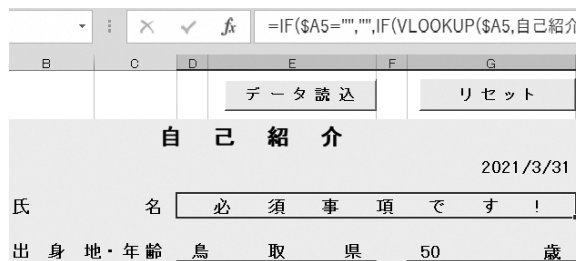 =IF($A5="","",IF(VLOOKUP($A5,自己紹介
B C D E F G
データ読込 リセット
自己紹介
2021/3/31
氏名 必須事項です!
出身地・年齢 鳥取県 50 歳